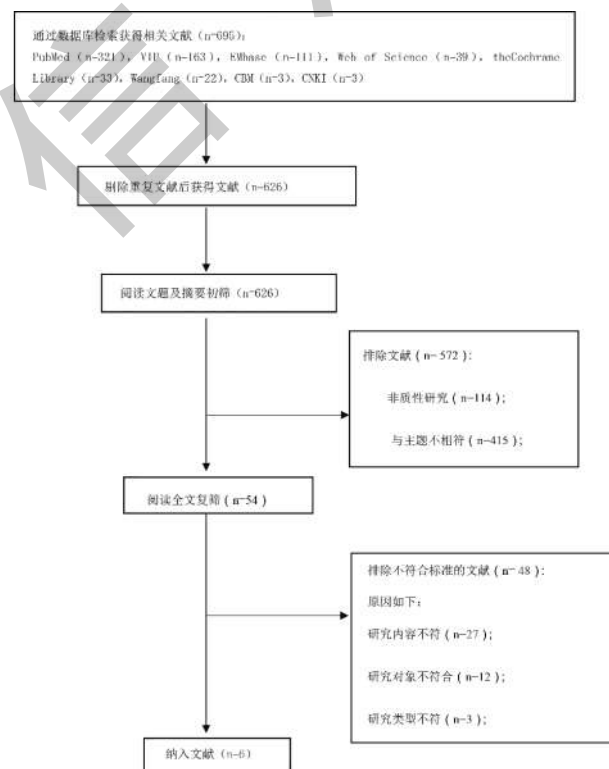 通过数据库检索获得相关文献（n=695）：
PubMed（n=321），VIP（n=163），EMbase（n=111），Web of Science（n=39），theCochrane
Library（n=33），Wangfang（n=22），CBM（n=3），CNKI（n=3）
剔除重复文献后获得文献（n=626）
阅读文题及摘要初筛（n=626）
排除文献（n=572）：
非质性研究（n=114）；
与主题不相符（n=415）；
阅读全文复筛（n=54）
排除不符合标准的文献（n=48）：
原因如下：
研究内容不符（n=27）；
研究对象不符合（n=12）；
研究类型不符（n=3）；
纳入文献（n=6）
信